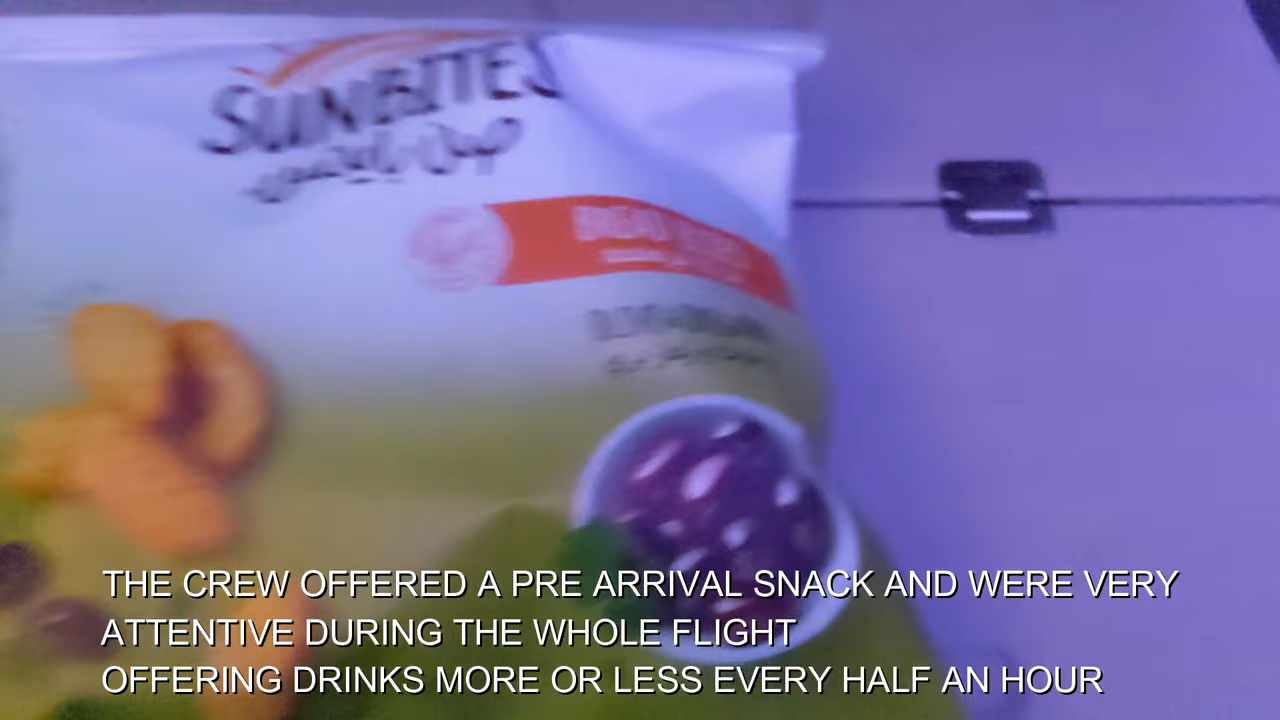 SUNBITES
THE CREW OFFERED A PRE ARRIVAL SNACK AND WERE VERY
ATTENTIVE DURING THE WHOLE FLIGHT
OFFERING DRINKS MORE OR LESS EVERY HALF AN HOUR